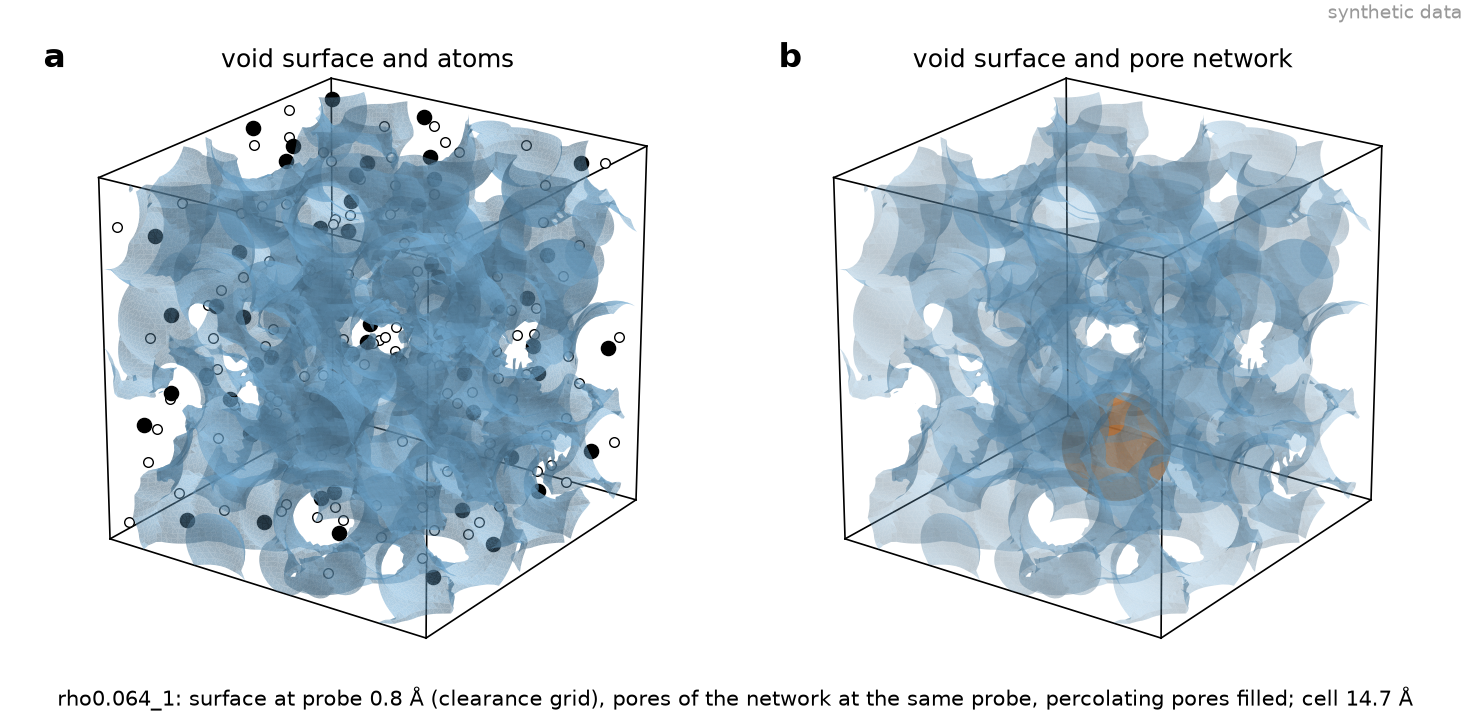 synthetic data
a void surface and atoms
b void surface and pore network
rho0.064_1: surface at probe 0.8 Å (clearance grid), pores of the network at the same probe, percolating pores filled; cell 14.7 Å